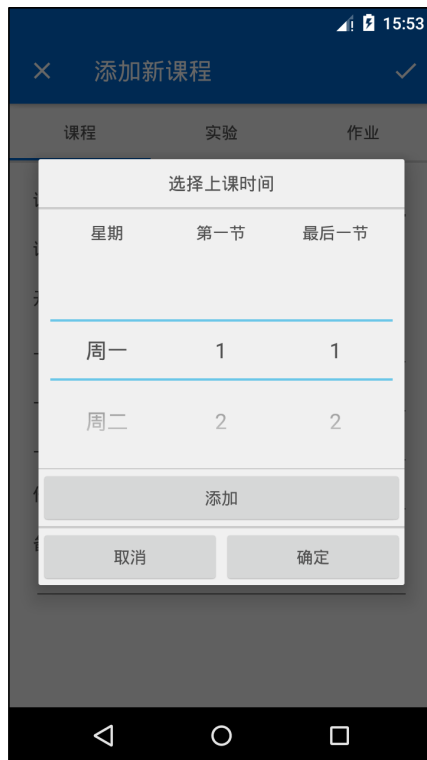 15:53
添加新课程
课程 实验 作业
选择上课时间
星期 第一节 最后一节
周一 1 1
周二 2 2
添加
取消 确定